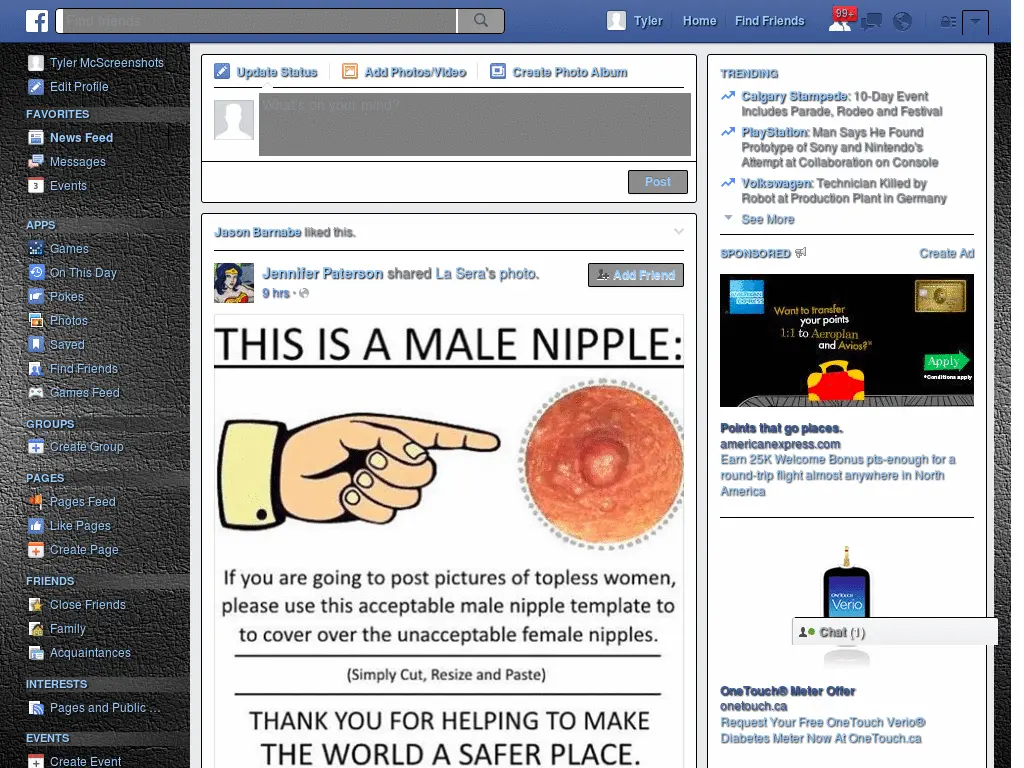 f
Find friends
Tyler
Home
Find Friends
99+
Tyler McScreenshots
Edit Profile
FAVORITES
News Feed
Messages
3
Events
APPS
Games
On This Day
Pokes
Photos
Saved
Find Friends
Games Feed
GROUPS
Create Group
PAGES
Pages Feed
Like Pages
Create Page
FRIENDS
Close Friends
Family
Acquaintances
INTERESTS
Pages and Public ...
EVENTS
Create Event
Update Status
Add Photos/Video
Create Photo Album
What's on your mind?
Post
Jason Barnabe liked this.
Jennifer Paterson shared La Sera's photo.
9 hrs ·
Add Friend
THIS IS A MALE NIPPLE:
If you are going to post pictures of topless women,
please use this acceptable male nipple template to
to cover over the unacceptable female nipples.
(Simply Cut, Resize and Paste)
THANK YOU FOR HELPING TO MAKE
THE WORLD A SAFER PLACE.
TRENDING
Calgary Stampede: 10-Day Event
Includes Parade, Rodeo and Festival
PlayStation: Man Says He Found
Prototype of Sony and Nintendo's
Attempt at Collaboration on Console
Volkswagen: Technician Killed by
Robot at Production Plant in Germany
See More
SPONSORED
Create Ad
AMERICAN
EXPRESS
Want to transfer
your points
1:1 to Aeroplan
and Avios?*
Apply
*Conditions apply
Points that go places.
americanexpress.com
Earn 25K Welcome Bonus pts-enough for a
round-trip flight almost anywhere in North
America
ONETOUCH
Verio
Chat (1)
OneTouch® Meter Offer
onetouch.ca
Request Your Free OneTouch Verio®
Diabetes Meter Now At OneTouch.ca